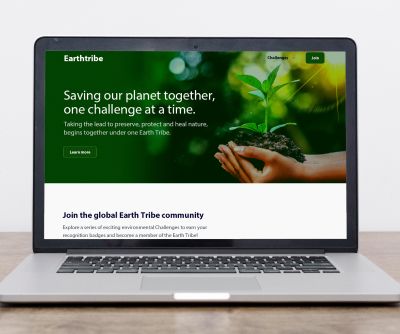 Earthtribe
Challenges
Join
Saving our planet together,
one challenge at a time.
Taking the lead to preserve, protect and heal nature,
begins together under one Earth Tribe.
Learn more
Join the global Earth Tribe community
Explore a series of exciting environmental Challenges to earn your
recognition badges and become a member of the Earth Tribe!